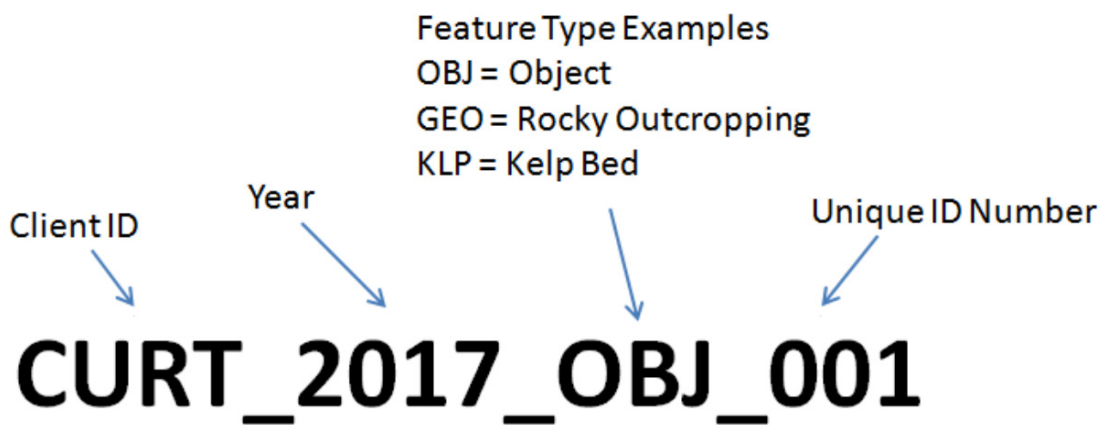 Feature Type Examples
OBJ = Object
GEO = Rocky Outcropping
KLP = Kelp Bed
Client ID
Year
Unique ID Number
CURT_2017_OBJ_001